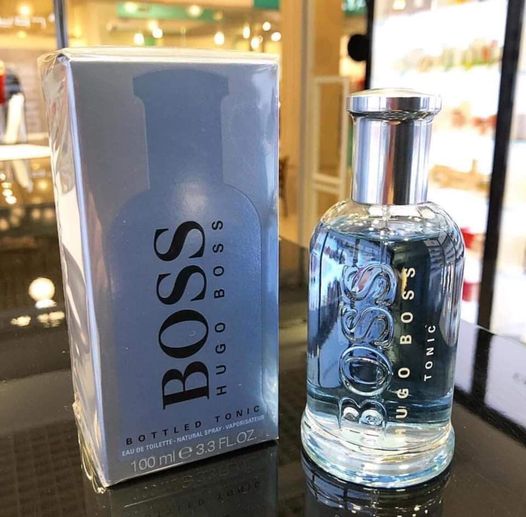 BOSS
HUGO BOSS
BOTTLED TONIC
EAU DE TOILETTE - NATURAL SPRAY - VAPORISATEUR
100 ml e 3.3 FL.OZ.
BOSS
HUGO BOSS
TONIC